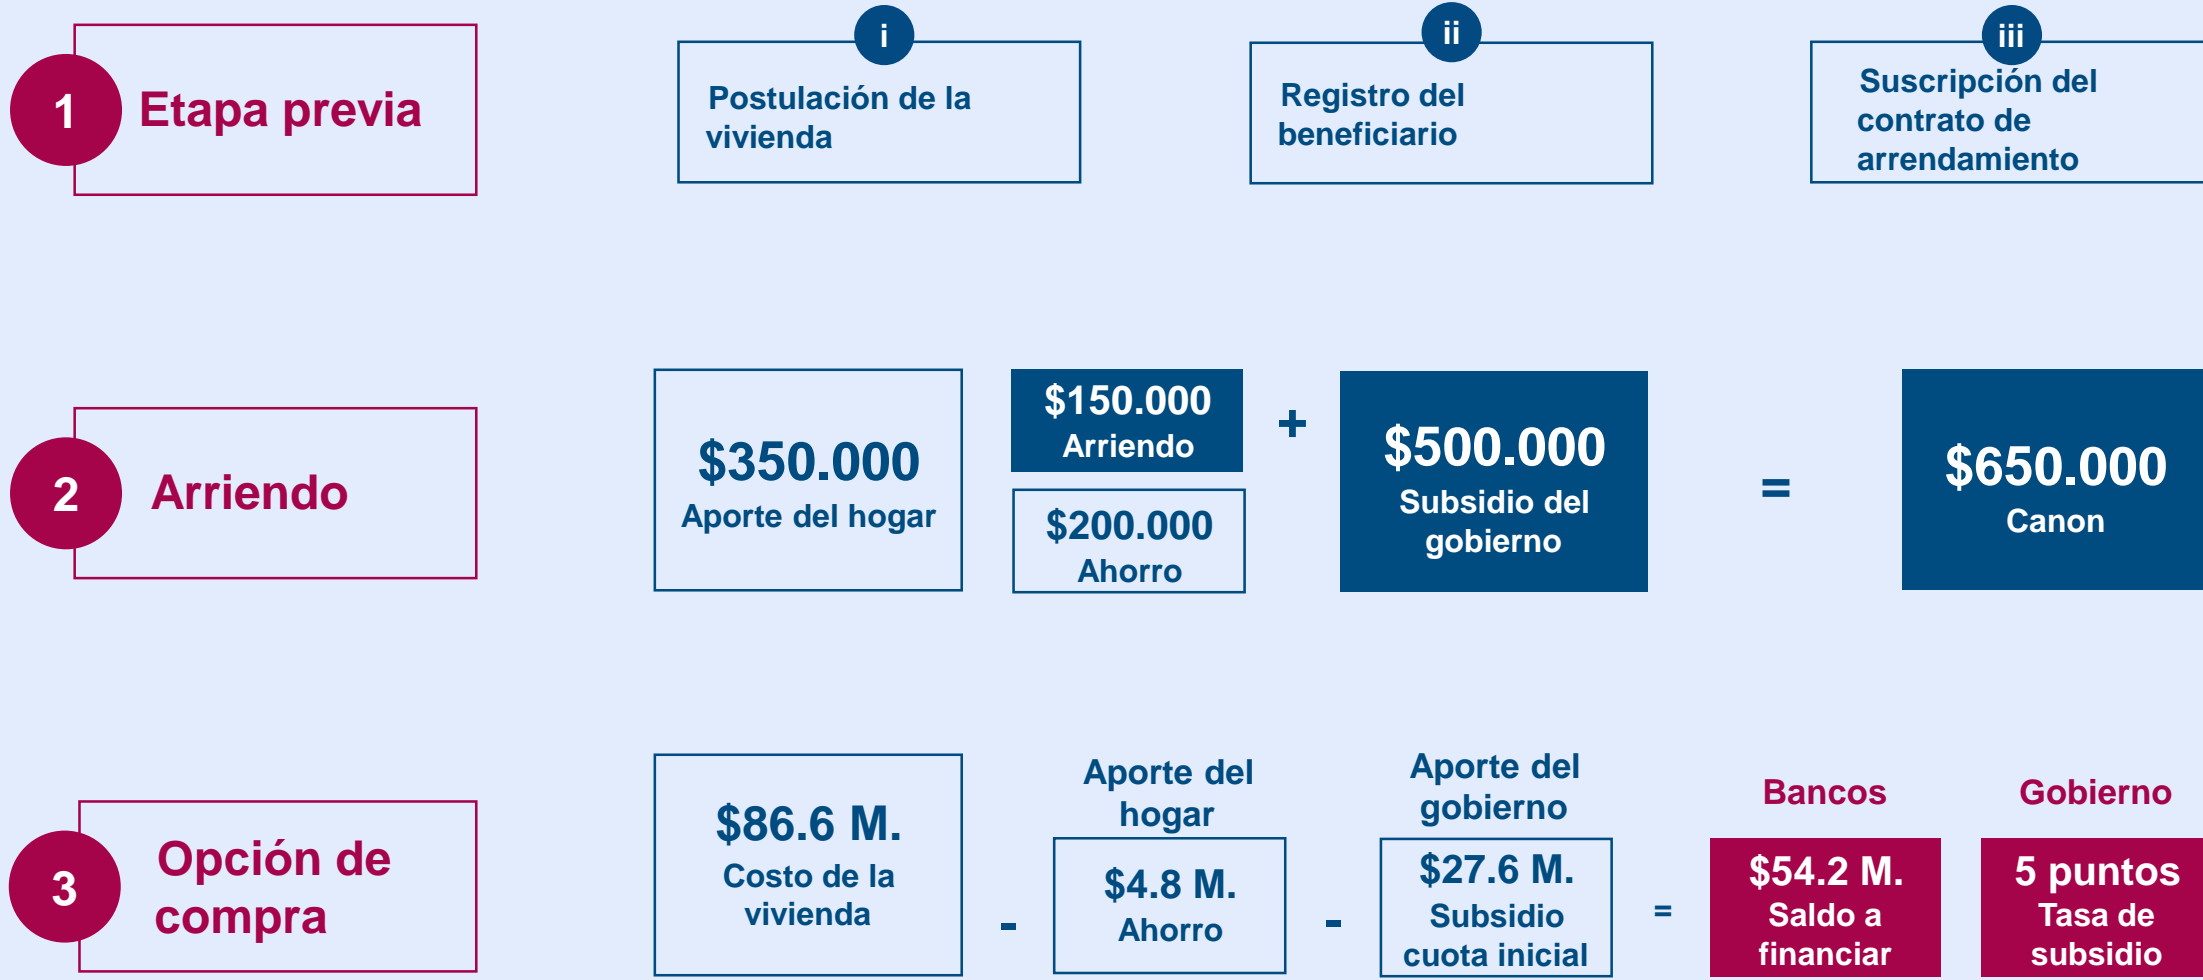 1
Etapa previa
i
Postulación de la
vivienda
ii
Registro del
beneficiario
iii
Suscripción del
contrato de
arrendamiento
2
Arriendo
$350.000
Aporte del hogar
$150.000
Arriendo
$200.000
Ahorro
+
$500.000
Subsidio del
gobierno
=
$650.000
Canon
3
Opción de
compra
$86.6 M.
Costo de la
vivienda
-
Aporte del
hogar
$4.8 M.
Ahorro
-
Aporte del
gobierno
$27.6 M.
Subsidio
cuota inicial
=
Bancos
$54.2 M.
Saldo a
financiar
Gobierno
5 puntos
Tasa de
subsidio